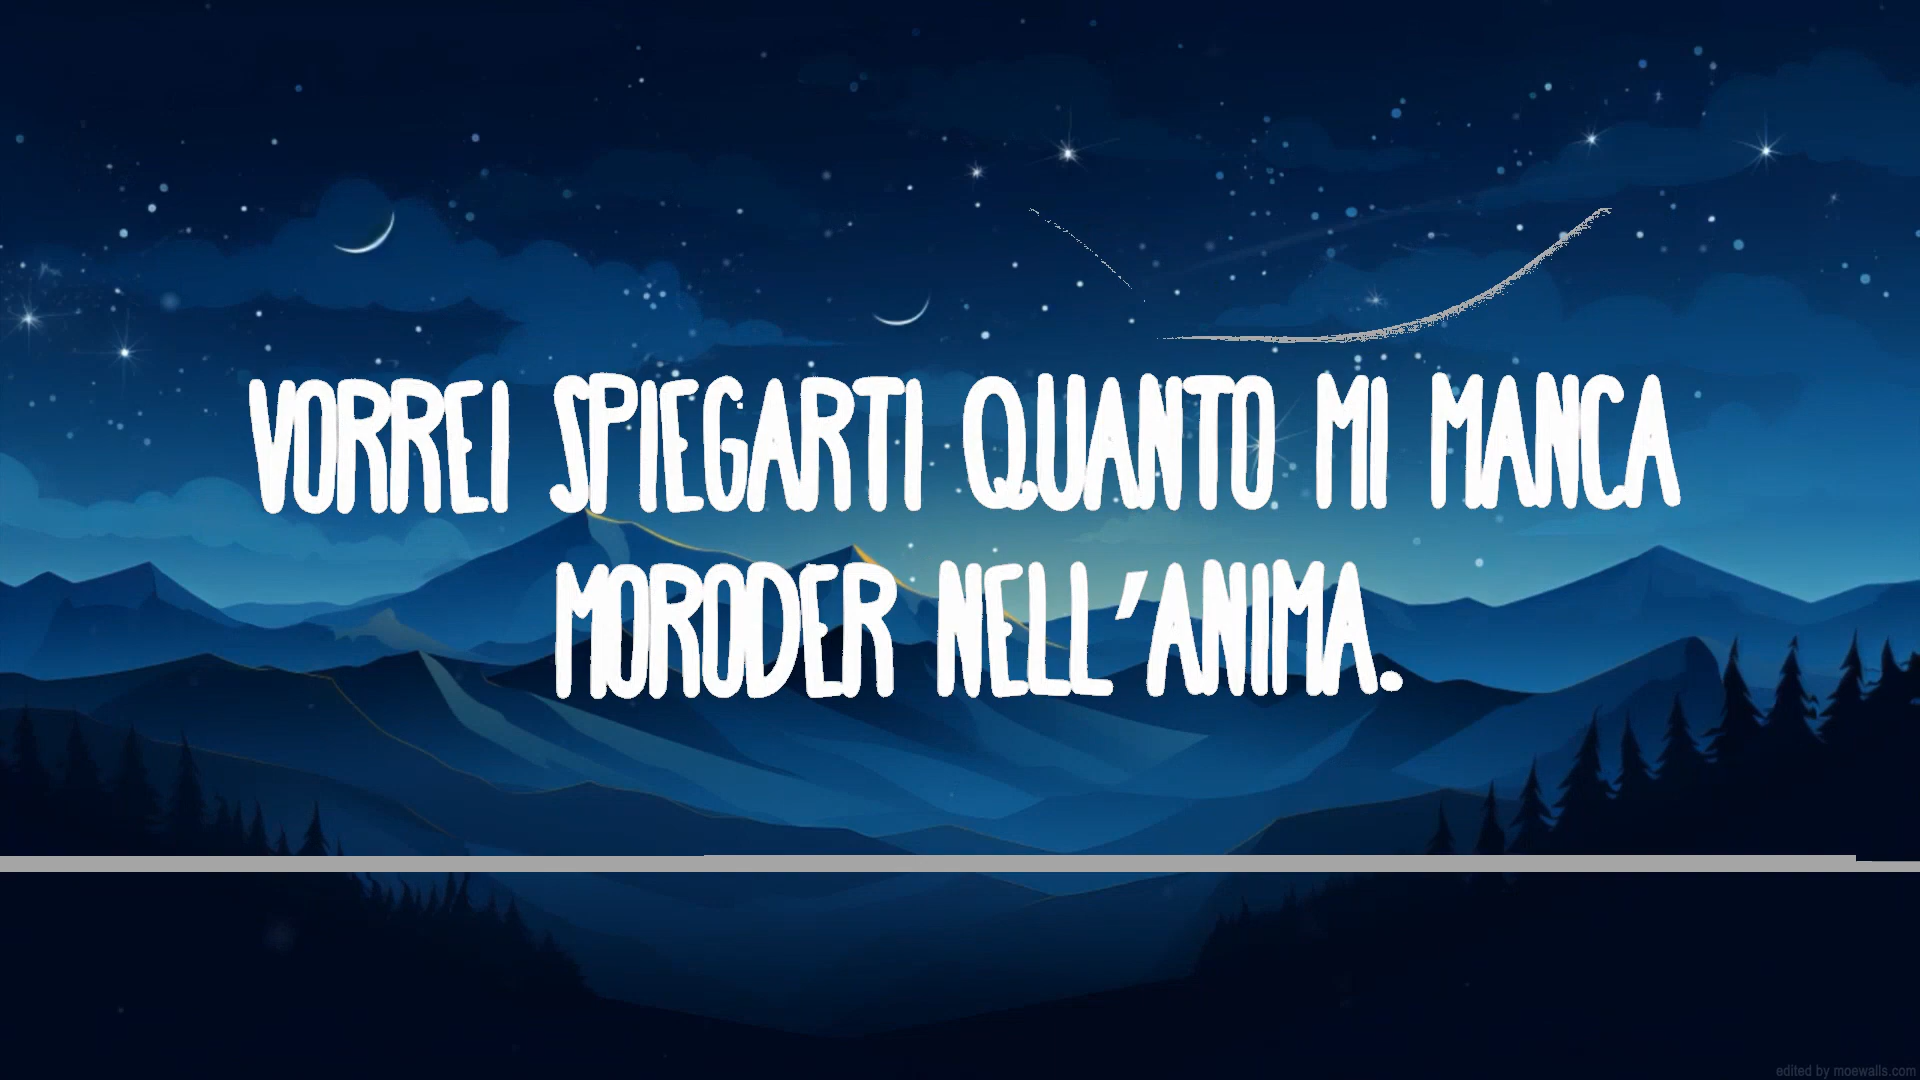 VORREI SPIEGARTI QUANTO MI MANCA
MORODER NELL'ANIMA.
edited by moewalls.com